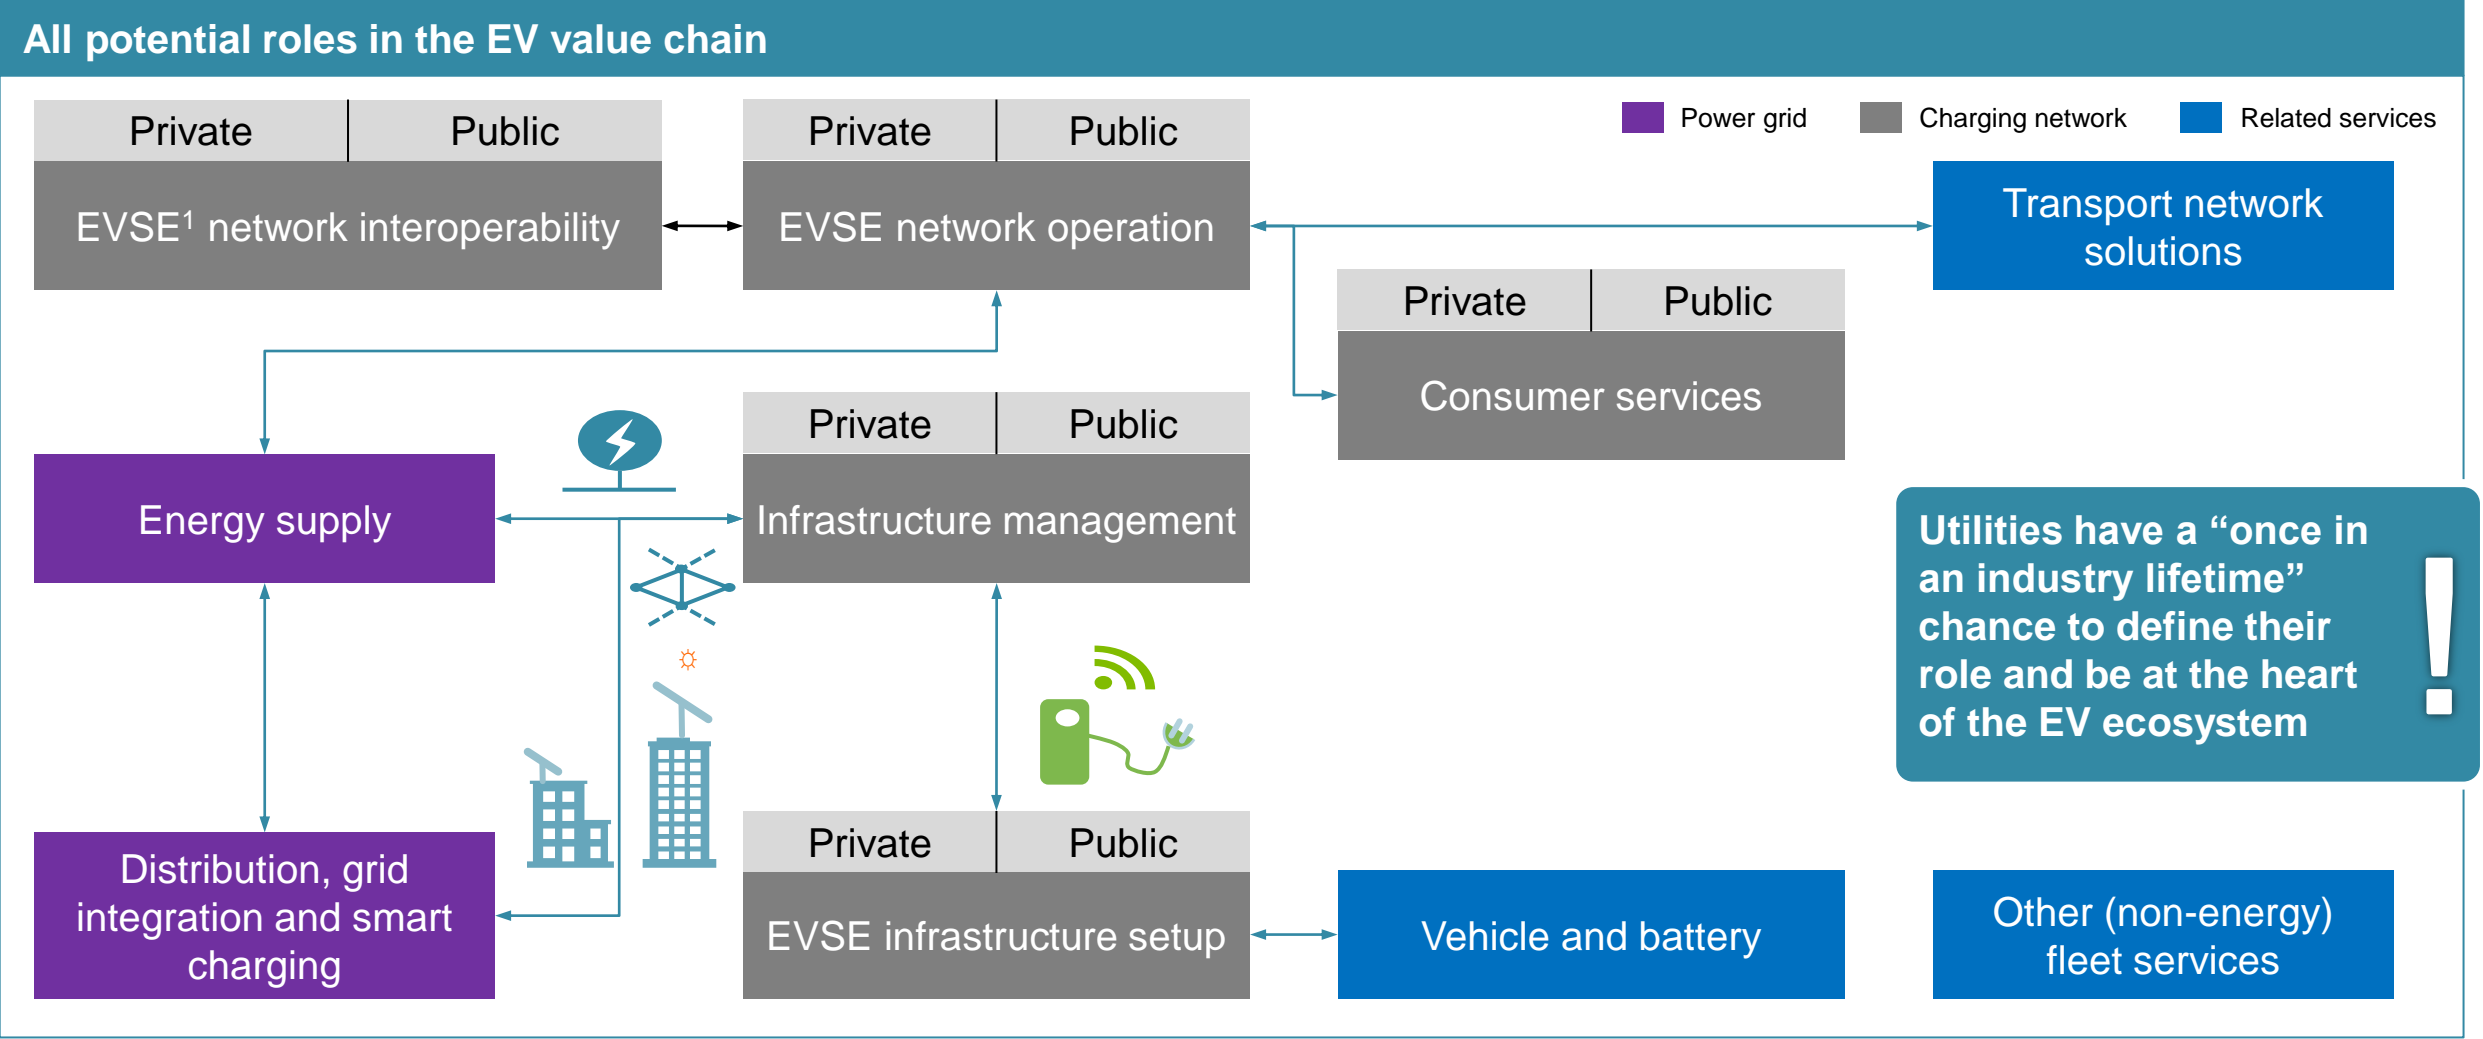 All potential roles in the EV value chain
Private
Public
EVSE¹ network interoperability
Private
Public
EVSE network operation
Power grid
Charging network
Related services
Transport network
solutions
Private
Public
Consumer services
Energy supply
Private
Public
Infrastructure management
Utilities have a “once in
an industry lifetime”
chance to define their
role and be at the heart
of the EV ecosystem
!
Distribution, grid
integration and smart
charging
Private
Public
EVSE infrastructure setup
Vehicle and battery
Other (non-energy)
fleet services